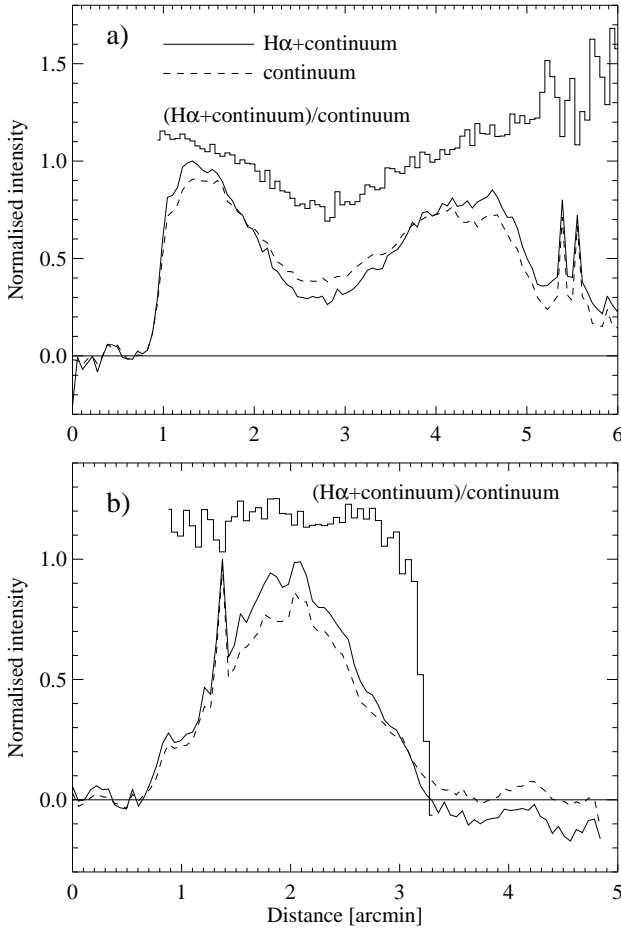 a)
Hα+continuum
continuum
(Hα+continuum)/continuum
1.5
1.0
0.5
0.0
Normalised intensity
0 1 2 3 4 5 6
b)
(Hα+continuum)/continuum
1.0
0.5
0.0
Normalised intensity
0 1 2 3 4 5
Distance [arcmin]